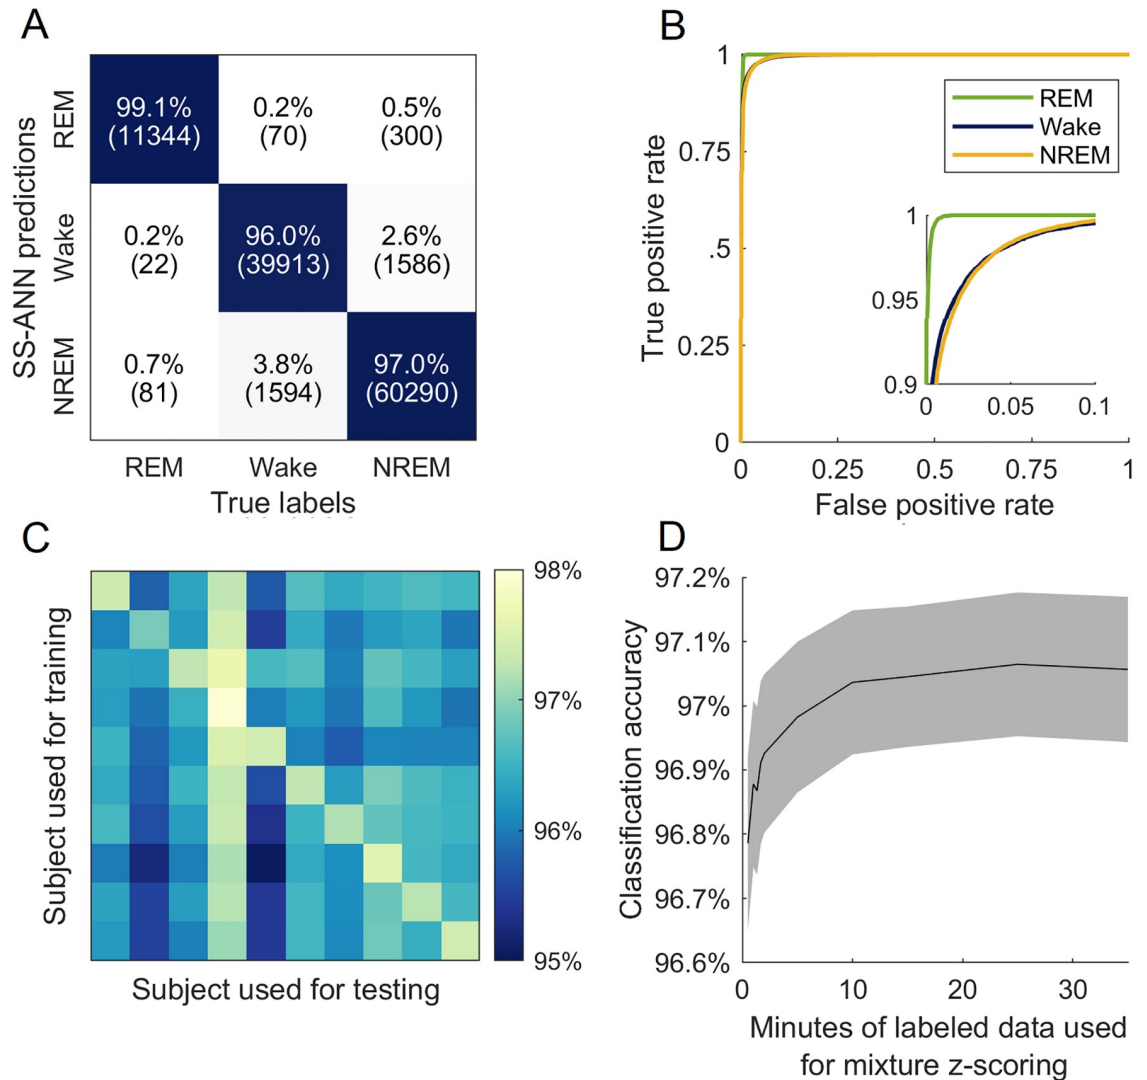 A
SS-ANN predictions
REM
Wake
NREM
99.1%
(11344)
0.2%
(70)
0.5%
(300)
0.2%
(22)
96.0%
(39913)
2.6%
(1586)
0.7%
(81)
3.8%
(1594)
97.0%
(60290)
REM
Wake
NREM
True labels
B
True positive rate
1
0.75
.5
0.25
0
REM
Wake
NREM
1
0.95
0.9
0
0.05
0.1
0
0.25
0.5
0.75
1
False positive rate
C
Subject used for training
98%
97%
96%
95%
Subject used for testing
D
Classification accuracy
97.2%
97.1%
97%
96.9%
96.8%
96.7%
96.6%
0
10
20
30
Minutes of labeled data used
for mixture z-scoring